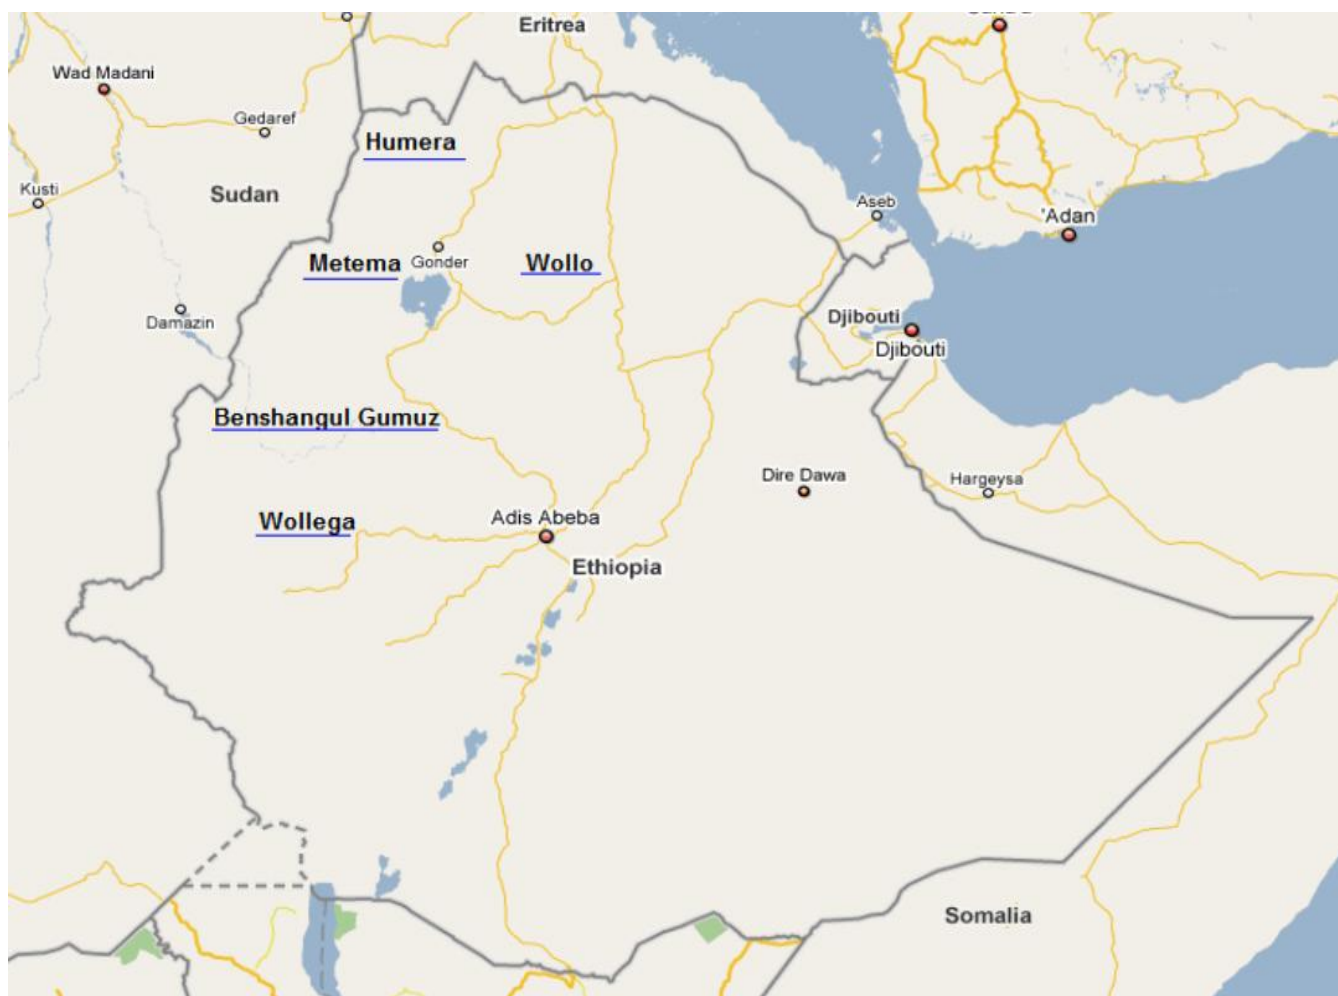 Eritrea
Wad Madani
Gedaref
Humera
Kusti
Sudan
Aseb
'Adan
Metema
Gonder
Wollo
Damazin
Djibouti
Djibouti
Benshangul Gumuz
Dire Dawa
Hargeysa
Wollega
Adis Abeba
Ethiopia
Somalia